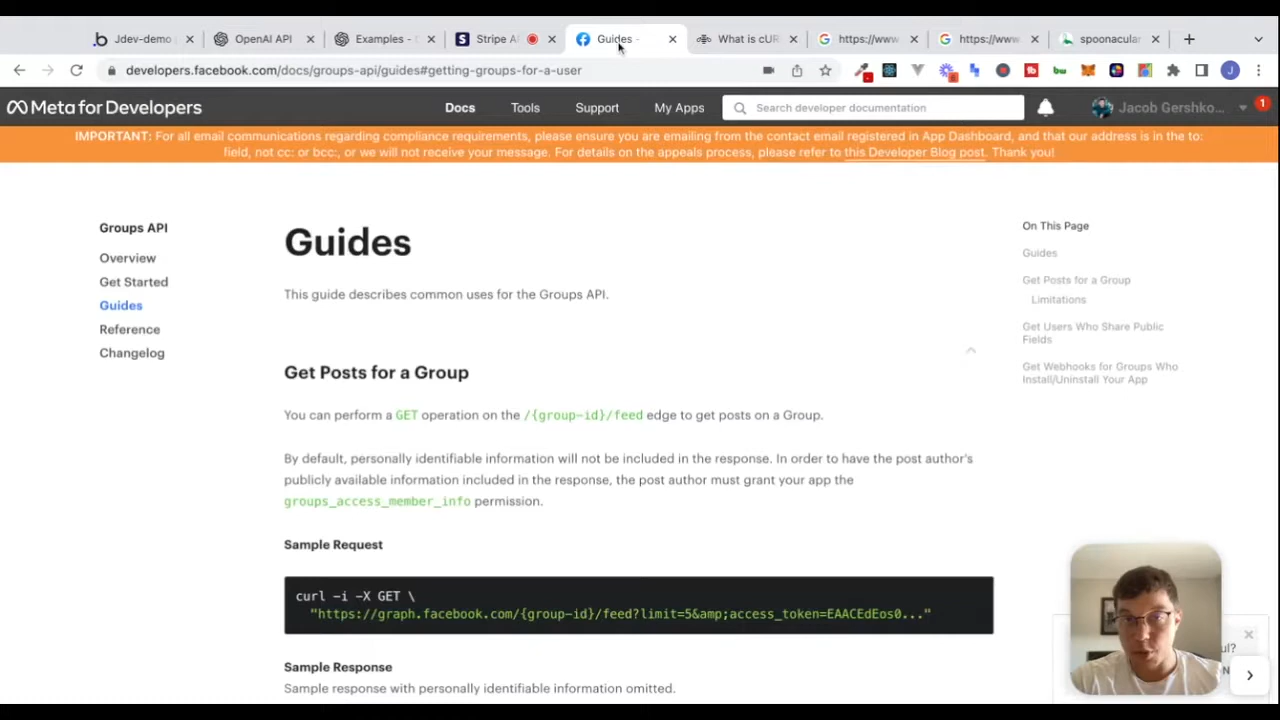 Jdev-demo
OpenAI API
Examples -
Stripe A
Guides -
What is cUR
https://www
https://www
spoonacular
developers.facebook.com/docs/groups-api/guides#getting-groups-for-a-user
Meta for Developers
Docs
Tools
Support
My Apps
Search developer documentation
Jacob Gershko...
1
IMPORTANT: For all email communications regarding compliance requirements, please ensure you are emailing from the contact email registered in App Dashboard, and that our address is in the to:
field, not cc: or bcc:, or we will not receive your message. For details on the appeals process, please refer to this Developer Blog post. Thank you!
Groups API
Overview
Get Started
Guides
Reference
Changelog
Guides
This guide describes common uses for the Groups API.
Get Posts for a Group
You can perform a GET operation on the /{group-id}/feed edge to get posts on a Group.
By default, personally identifiable information will not be included in the response. In order to have the post author's
publicly available information included in the response, the post author must grant your app the
groups_access_member_info permission.
Sample Request
curl -i -X GET \
"https://graph.facebook.com/{group-id}/feed?limit=5&amp;access_token=EAACEdEos0..."
Sample Response
Sample response with personally identifiable information omitted.
On This Page
Guides
Get Posts for a Group
Limitations
Get Users Who Share Public
Fields
Get Webhooks for Groups Who
Install/Uninstall Your App
ul?